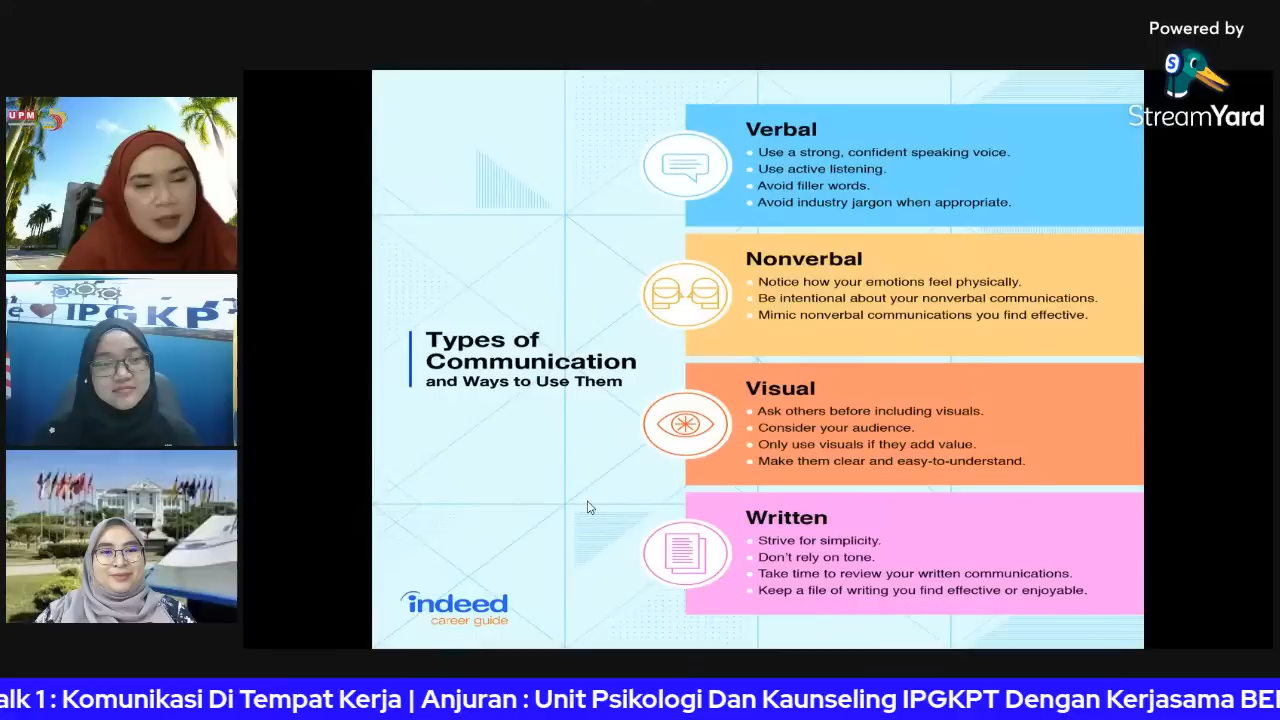 Powered by
StreamYard
UPM
IPGKP
Types of
Communication
and Ways to Use Them
indeed
career guide
Verbal
Use a strong, confident speaking voice.
Use active listening.
Avoid filler words.
Avoid industry jargon when appropriate.
Nonverbal
Notice how your emotions feel physically.
Be intentional about your nonverbal communications.
Mimic nonverbal communications you find effective.
Visual
Ask others before including visuals.
Consider your audience.
Only use visuals if they add value.
Make them clear and easy-to-understand.
Written
Strive for simplicity.
Don't rely on tone.
Take time to review your written communications.
Keep a file of writing you find effective or enjoyable.
alk 1 : Komunikasi Di Tempat Kerja | Anjuran : Unit Psikologi Dan Kaunseling IPGKPT Dengan Kerjasama BE